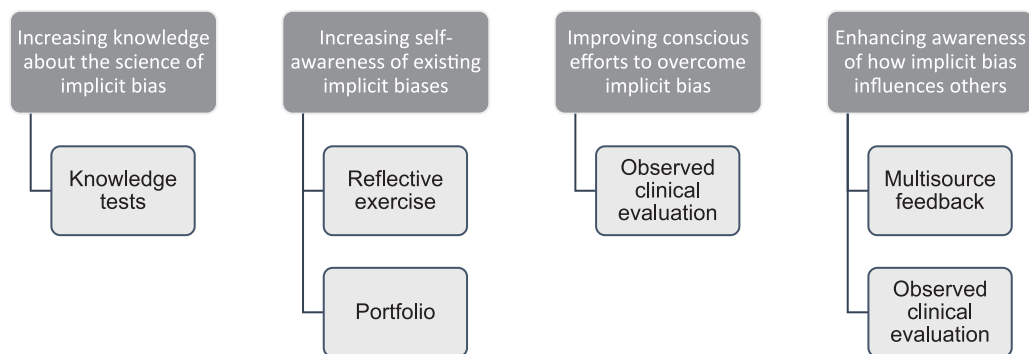 Increasing knowledge
about the science of
implicit bias
Knowledge
tests
Increasing self-
awareness of existing
implicit biases
Reflective
exercise
Portfolio
Improving conscious
efforts to overcome
implicit bias
Observed
clinical
evaluation
Enhancing awareness
of how implicit bias
influences others
Multisource
feedback
Observed
clinical
evaluation